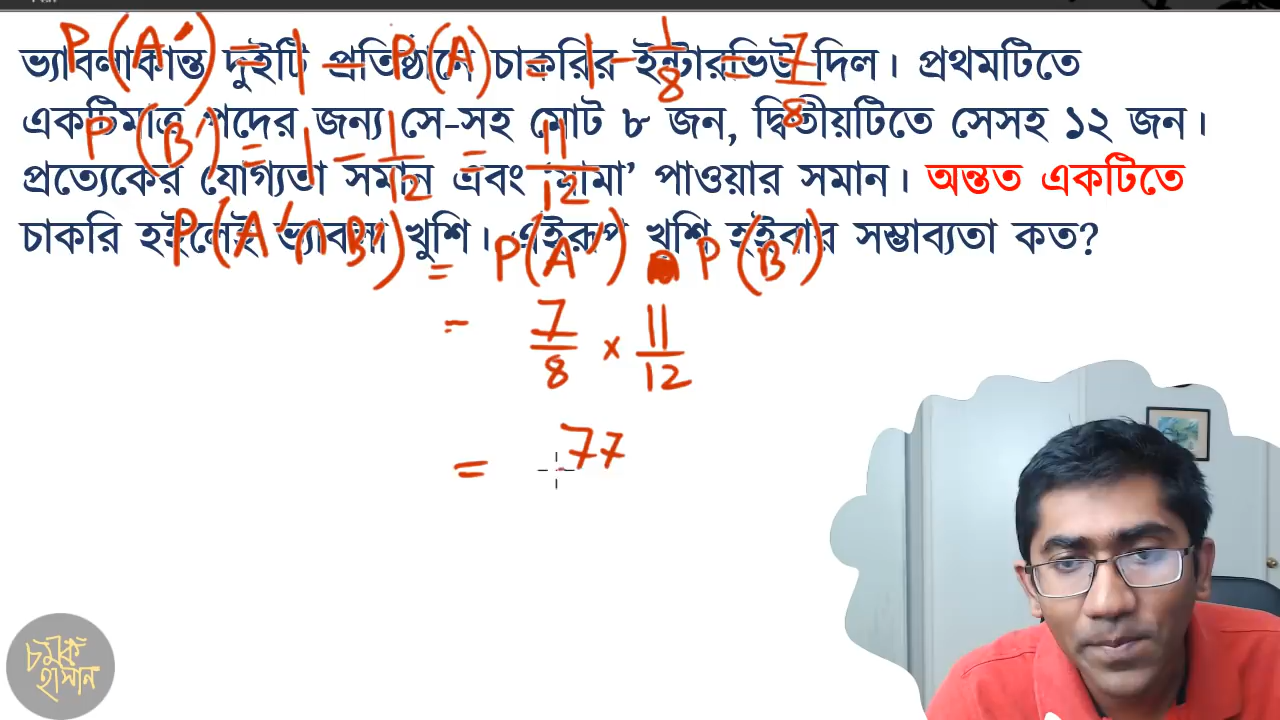 P(A′) = 1 − P(A) = 1 − 1/8 = 7/8
ভ্যাবলাকান্ত দুইটি প্রতিষ্ঠানে চাকরির ইন্টারভিউ দিল। প্রথমটিতে
P(B′) = 1 − 1/12 = 11/12
একটিমাত্র পদের জন্য সে-সহ মোট ৮ জন, দ্বিতীয়টিতে সেসহ ১২ জন।
প্রত্যেকের যোগ্যতা সমান এবং ‘মামা’ পাওয়ার সমান। অন্তত একটিতে
চাকরি হইলেই ভ্যাবলা খুশি। এইরূপ খুশি হইবার সম্ভাব্যতা কত?
P(A′∩B′) = P(A′) · P(B′)
= 7/8 × 11/12
= 77
চমক
হাসান